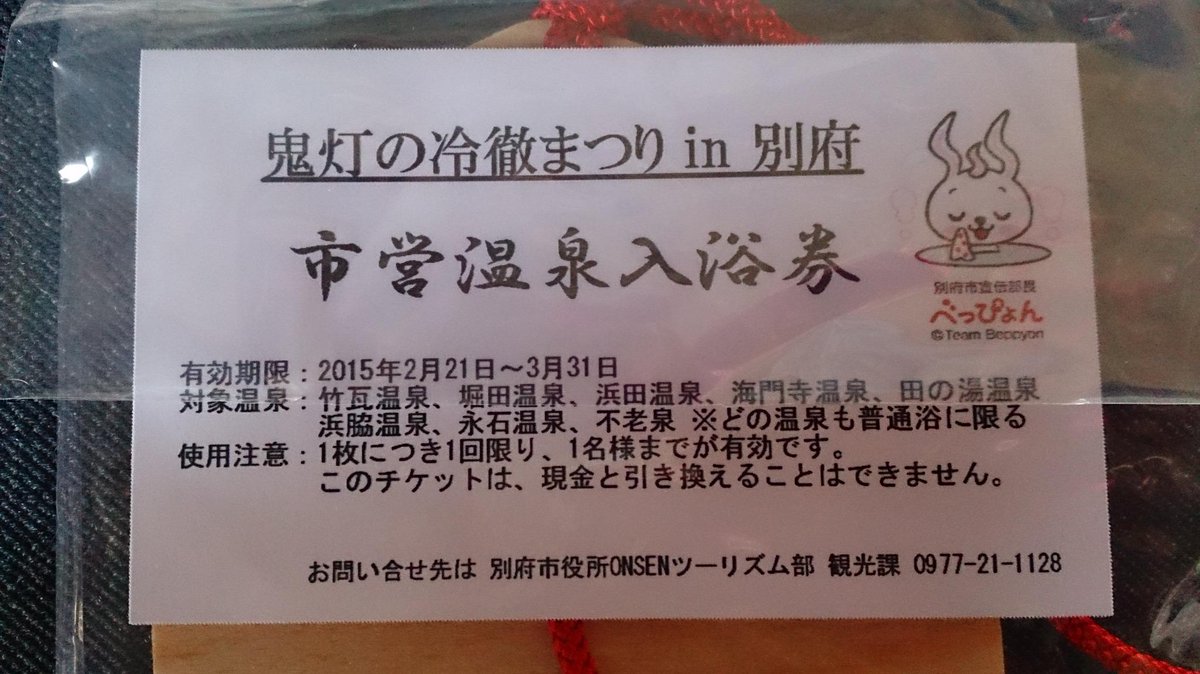 鬼灯の冷徹まつり in 別府
市営温泉入浴券
別府市宣伝部長
べっぴょん
©Team Beppyon
有効期限：2015年2月21日～3月31日
対象温泉：竹瓦温泉、堀田温泉、浜田温泉、海門寺温泉、田の湯温泉
浜脇温泉、永石温泉、不老泉 ※どの温泉も普通浴に限る
使用注意：1枚につき1回限り、1名様までが有効です。
このチケットは、現金と引き換えることはできません。
お問い合せ先は 別府市役所ONSENツーリズム部 観光課 0977-21-1128